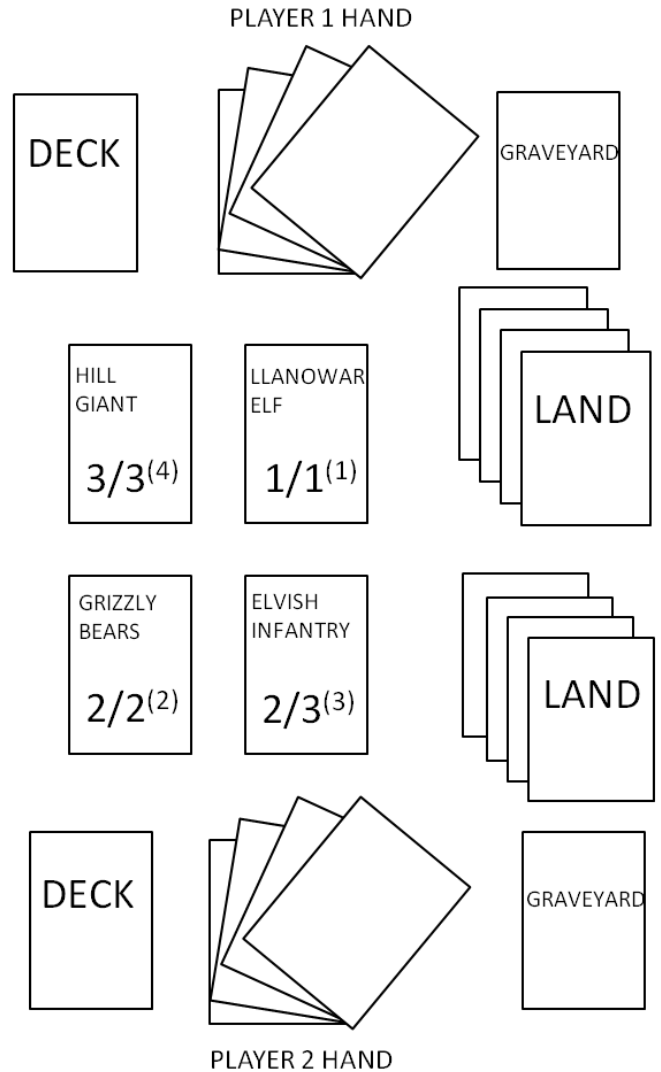 PLAYER 1 HAND
DECK
GRAVEYARD
HILL
GIANT
3/3(4)
LLANOWAR
ELF
1/1(1)
LAND
GRIZZLY
BEARS
2/2(2)
ELVISH
INFANTRY
2/3(3)
LAND
DECK
GRAVEYARD
PLAYER 2 HAND